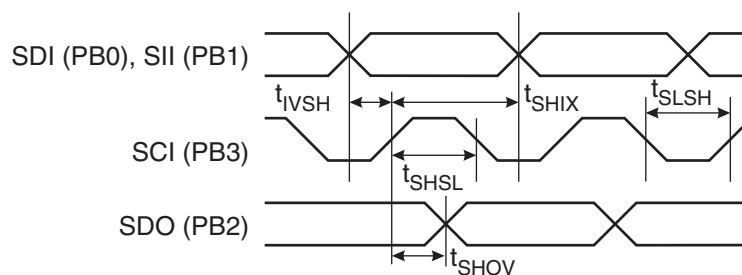 SDI (PB0), SII (PB1)
tIVSH
tSHIX
tSLSH
SCI (PB3)
tSHSL
SDO (PB2)
tSHOV